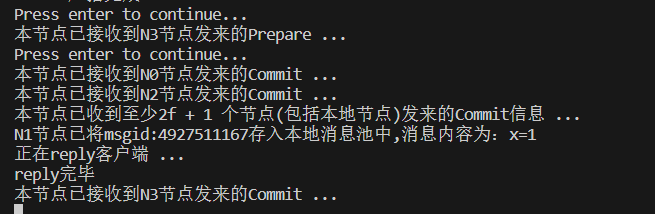 Press enter to continue...
本节点已接收到N3节点发来的Prepare ...
Press enter to continue...
本节点已接收到N0节点发来的Commit ...
本节点已接收到N2节点发来的Commit ...
本节点已收到至少2f + 1 个节点(包括本地节点)发来的Commit信息 ...
N1节点已将msgid:4927511167存入本地消息池中,消息内容为：x=1
正在reply客户端 ...
reply完毕
本节点已接收到N3节点发来的Commit ...